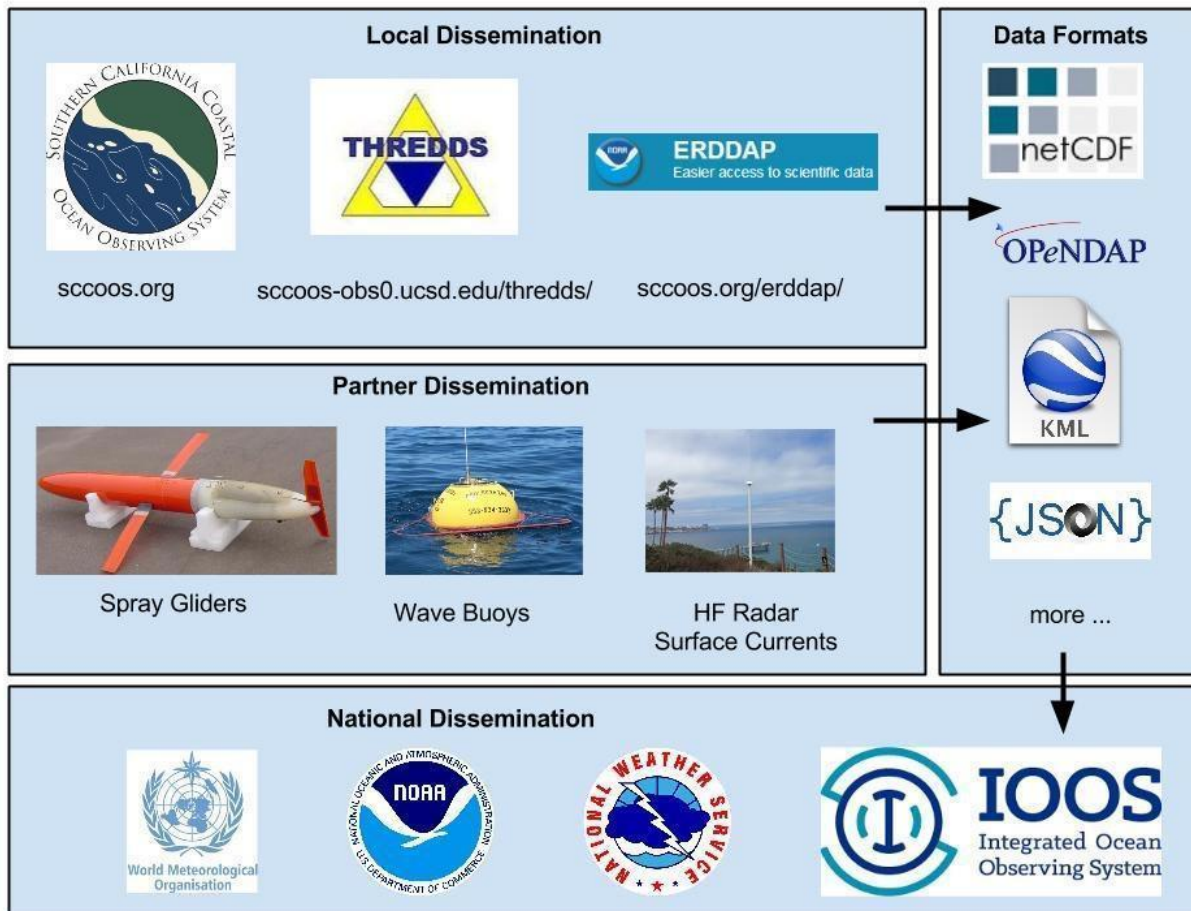 Local Dissemination
SOUTHERN CALIFORNIA COASTAL
OCEAN OBSERVING SYSTEM
THREDDS
NOAA
ERDDAP
Easier access to scientific data
sccoos.org
sccoos-obs0.ucsd.edu/thredds/
sccoos.org/erddap/
Data Formats
netCDF
OPeNDAP
KML
{JSON}
more ...
Partner Dissemination
Spray Gliders
Wave Buoys
HF Radar
Surface Currents
National Dissemination
World Meteorological
Organisation
NATIONAL OCEANIC AND ATMOSPHERIC ADMINISTRATION
NOAA
U.S. DEPARTMENT OF COMMERCE
NATIONAL WEATHER SERVICE
IOOS
Integrated Ocean
Observing System